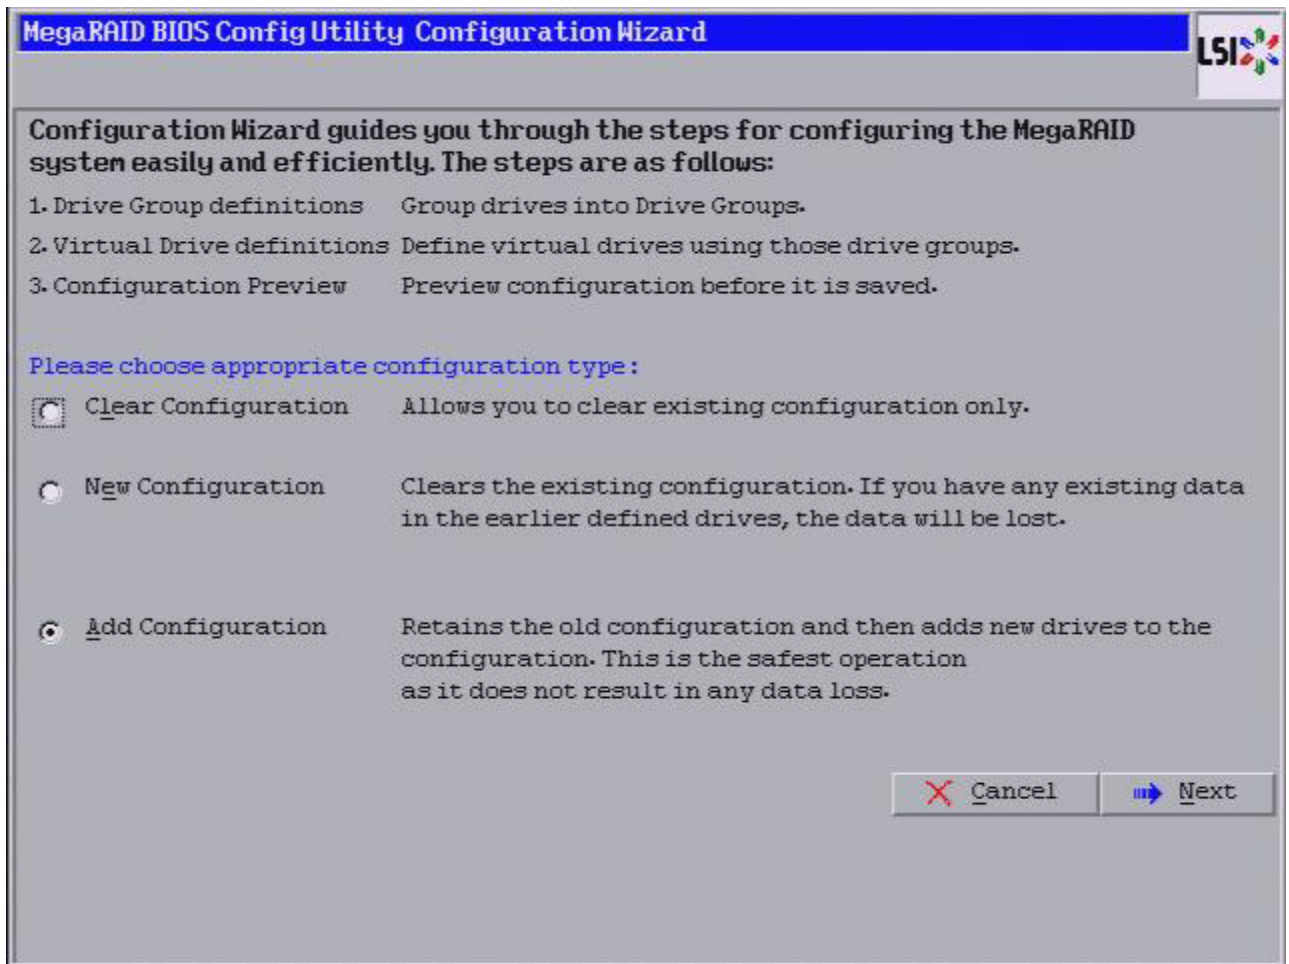 MegaRAID BIOS Config Utility Configuration Wizard
LSI
Configuration Wizard guides you through the steps for configuring the MegaRAID
system easily and efficiently. The steps are as follows:
1. Drive Group definitions Group drives into Drive Groups.
2. Virtual Drive definitions Define virtual drives using those drive groups.
3. Configuration Preview Preview configuration before it is saved.
Please choose appropriate configuration type:
Clear Configuration Allows you to clear existing configuration only.
New Configuration Clears the existing configuration. If you have any existing data
in the earlier defined drives, the data will be lost.
Add Configuration Retains the old configuration and then adds new drives to the
configuration. This is the safest operation
as it does not result in any data loss.
Cancel Next